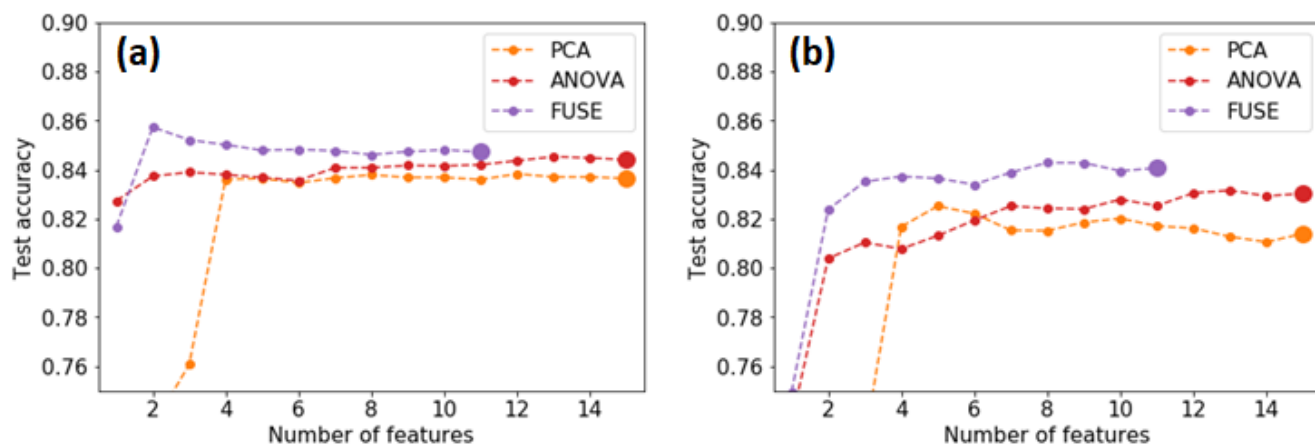 (a)
PCA
ANOVA
FUSE
Test accuracy
0.90
0.88
0.86
0.84
0.82
0.80
0.78
0.76
2 4 6 8 10 12 14
Number of features
(b)
PCA
ANOVA
FUSE
Test accuracy
0.90
0.88
0.86
0.84
0.82
0.80
0.78
0.76
2 4 6 8 10 12 14
Number of features